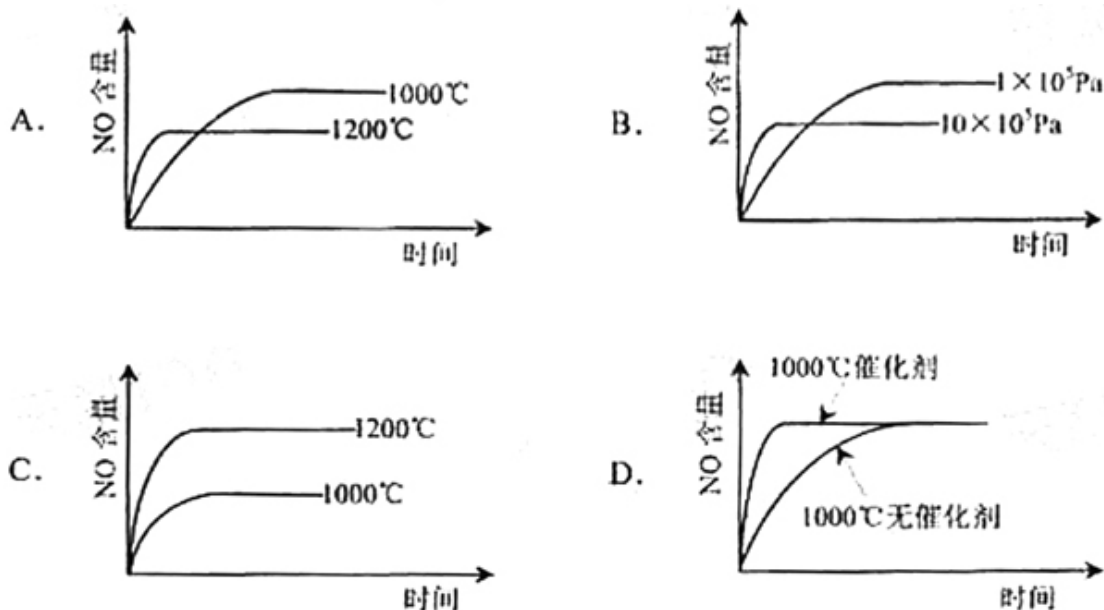 A.
NO 含量
1000℃
1200℃
时间
B.
NO 含量
1×10⁵Pa
10×10⁵Pa
时间
C.
NO 含量
1200℃
1000℃
时间
D.
NO 含量
1000℃催化剂
1000℃无催化剂
时间